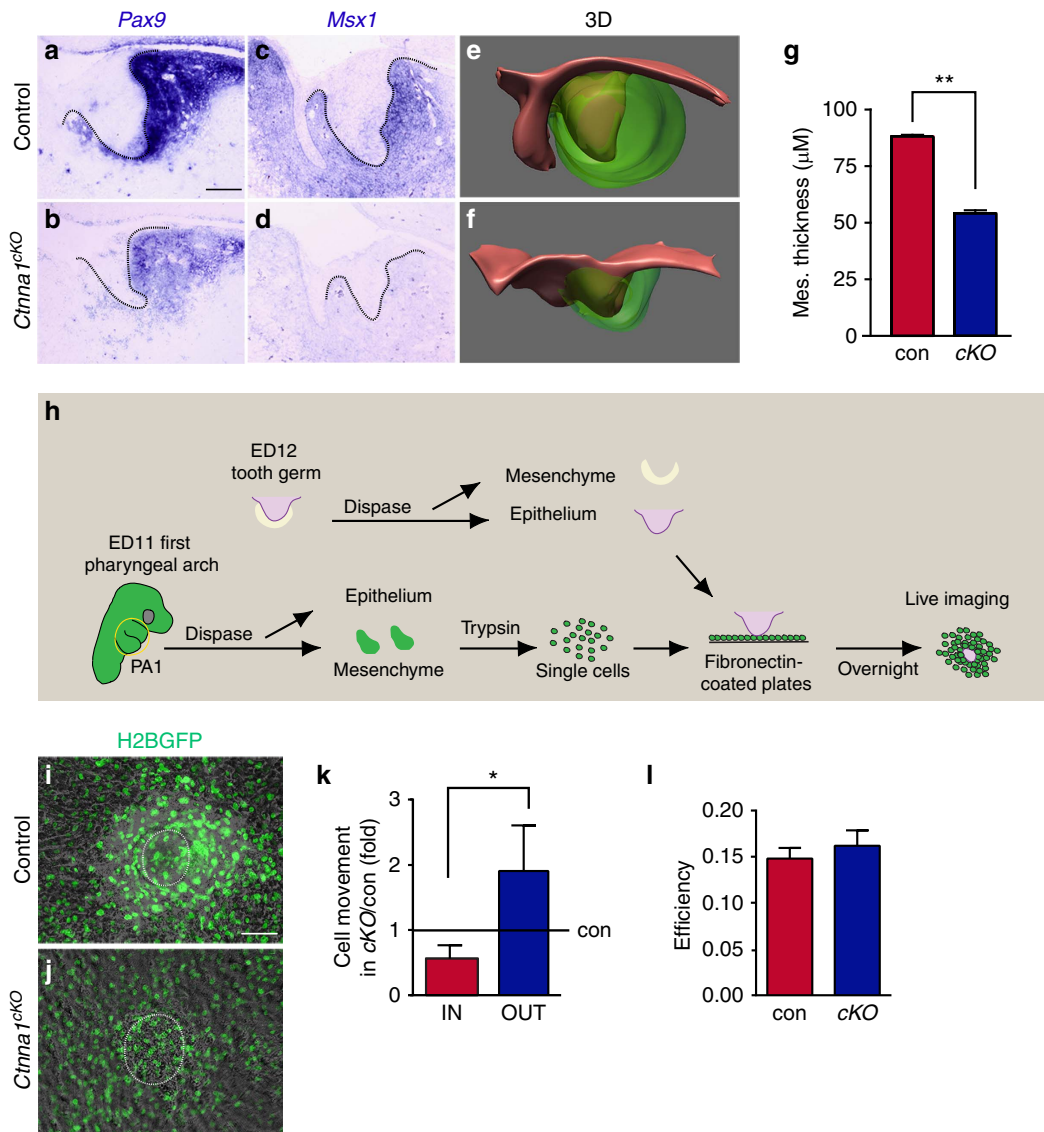 Pax9
Msx1
3D
Control
Ctnna1cKO
a
c
e
b
d
f
g
**
Mes. thickness (μM)
100
75
50
25
0
con
cKO
h
ED12
tooth germ
Dispase
Mesenchyme
Epithelium
ED11 first
pharyngeal arch
PA1
Dispase
Epithelium
Mesenchyme
Trypsin
Single cells
Fibronectin-
coated plates
Overnight
Live imaging
H2BGFP
Control
i
Ctnna1cKO
j
k
*
Cell movement
in cKO/con (fold)
3
2
1
0
con
IN
OUT
l
Efficiency
0.20
0.15
0.10
0.05
0.00
con
cKO